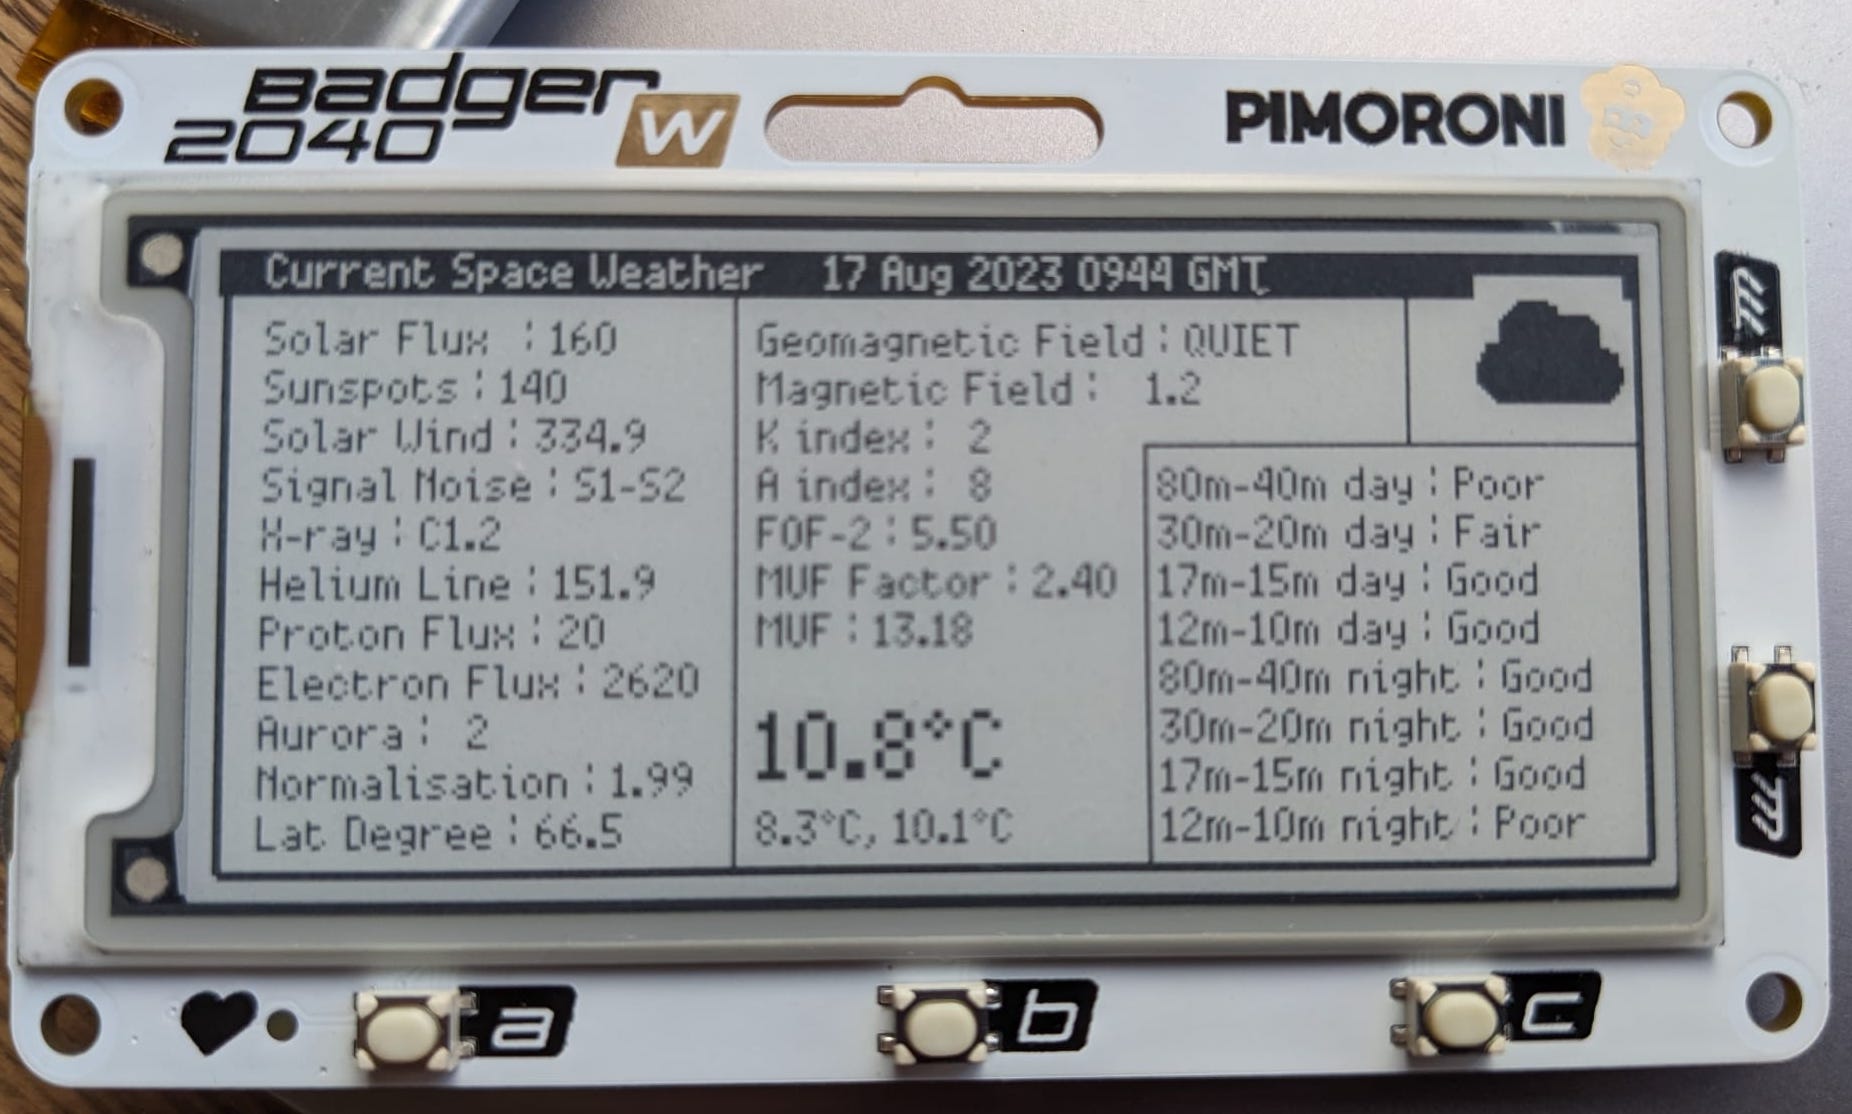 Badger
2040 W
PIMORONI
Current Space Weather 17 Aug 2023 0944 GMT
Solar Flux : 160
Sunspots : 140
Solar Wind : 334.9
Signal Noise : S1-S2
X-ray : C1.2
Helium Line : 151.9
Proton Flux : 20
Electron Flux : 2620
Aurora : 2
Normalisation : 1.99
Lat Degree : 66.5
Geomagnetic Field : QUIET
Magnetic Field : 1.2
K index : 2
A index : 8
FOF-2 : 5.50
MUF Factor : 2.40
MUF : 13.18
10.8°C
8.3°C, 10.1°C
80m-40m day : Poor
30m-20m day : Fair
17m-15m day : Good
12m-10m day : Good
80m-40m night : Good
30m-20m night : Good
17m-15m night : Good
12m-10m night : Poor
a
b
c